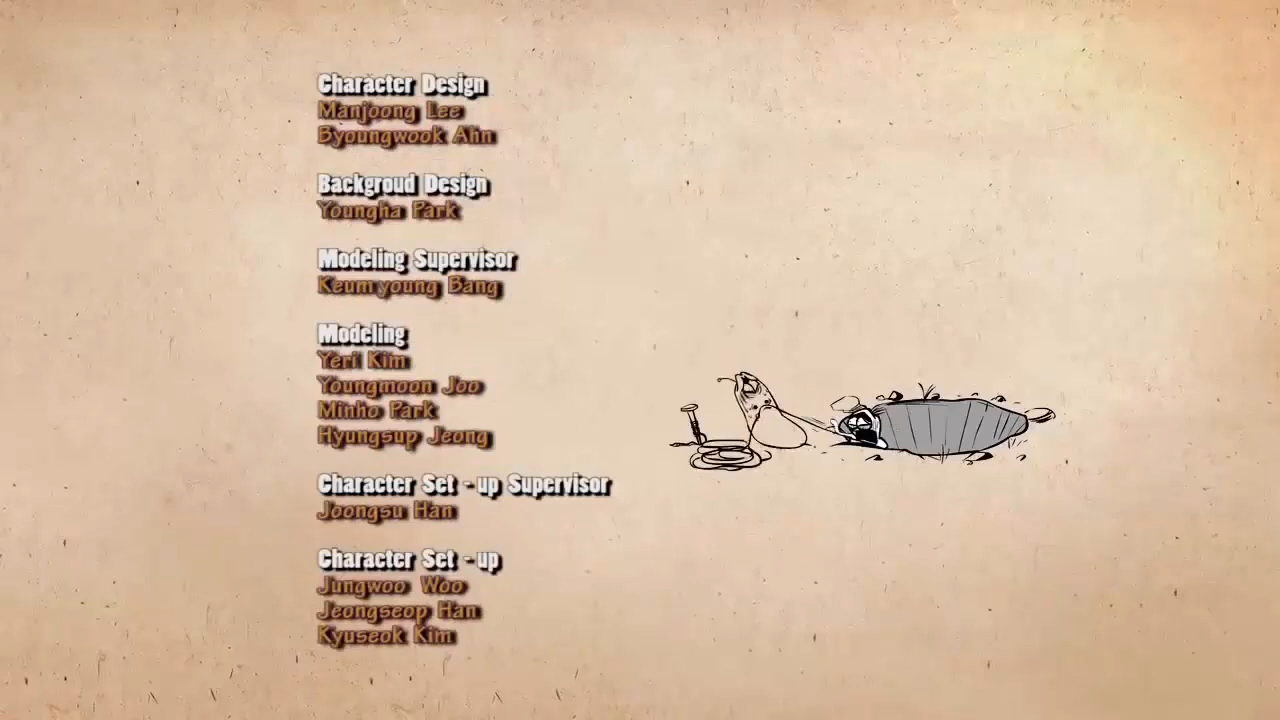 Character Design
Manjoong Lee
Byoungwook Ahn
Backgroud Design
Youngha Park
Modeling Supervisor
Keumyoung Bang
Modeling
Yeri Kim
Youngmoon Joo
Minho Park
Hyungsup Jeong
Character Set - up Supervisor
Joongsu Han
Character Set - up
Jungwoo Woo
Jeongseop Han
Kyuseok Kim